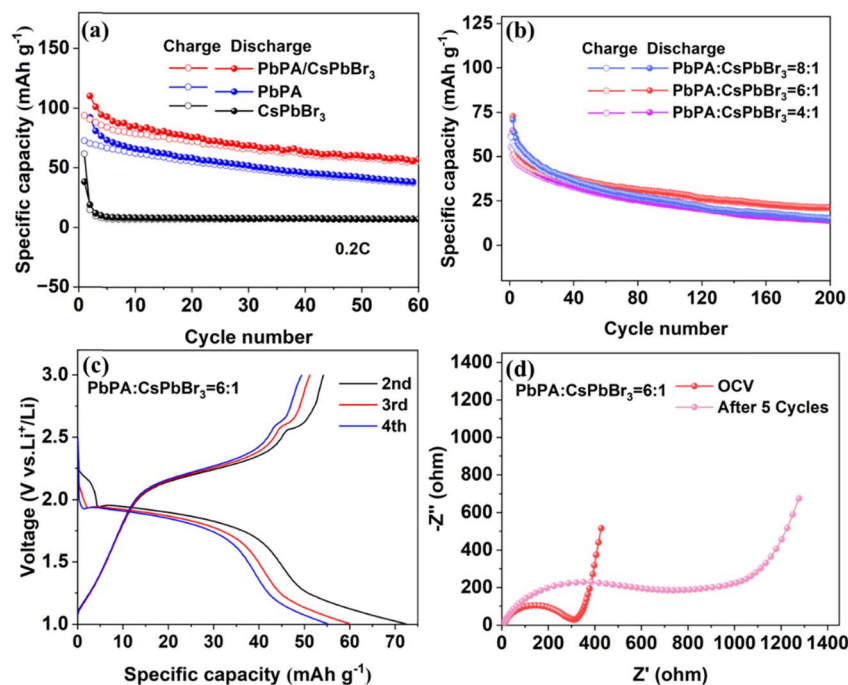 (a)
Charge Discharge
PbPA/CsPbBr₃
PbPA
CsPbBr₃
0.2C
150
100
50
0
−50
0 10 20 30 40 50 60
Specific capacity (mAh g⁻¹)
Cycle number
(b)
Charge Discharge
PbPA:CsPbBr₃=8:1
PbPA:CsPbBr₃=6:1
PbPA:CsPbBr₃=4:1
125
100
75
50
25
0
0 40 80 120 160 200
Specific capacity (mAh g⁻¹)
Cycle number
(c)
PbPA:CsPbBr₃=6:1
2nd
3rd
4th
3.0
2.5
2.0
1.5
1.0
0 10 20 30 40 50 60 70
Voltage (V vs.Li⁺/Li)
Specific capacity (mAh g⁻¹)
(d)
PbPA:CsPbBr₃=6:1
OCV
After 5 Cycles
1400
1200
1000
800
600
400
200
0
0 200 400 600 800 1000 1200 1400
-Z'' (ohm)
Z' (ohm)